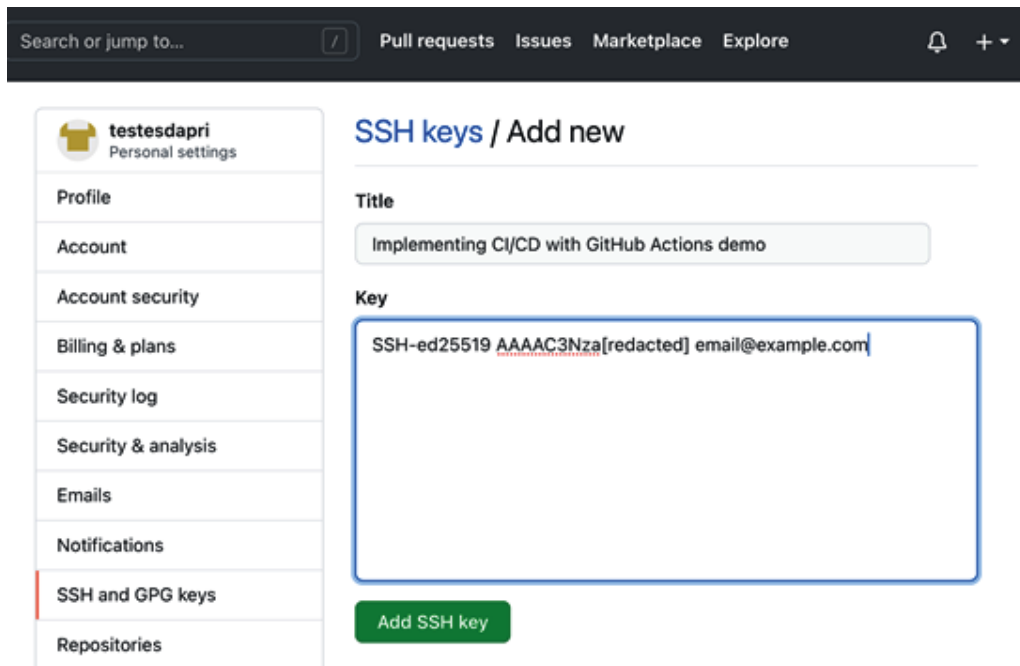 Search or jump to... /
Pull requests Issues Marketplace Explore
testesdapri
Personal settings
Profile
Account
Account security
Billing & plans
Security log
Security & analysis
Emails
Notifications
SSH and GPG keys
Repositories
SSH keys / Add new
Title
Implementing CI/CD with GitHub Actions demo
Key
SSH-ed25519 AAAAC3Nza[redacted] email@example.com
Add SSH key